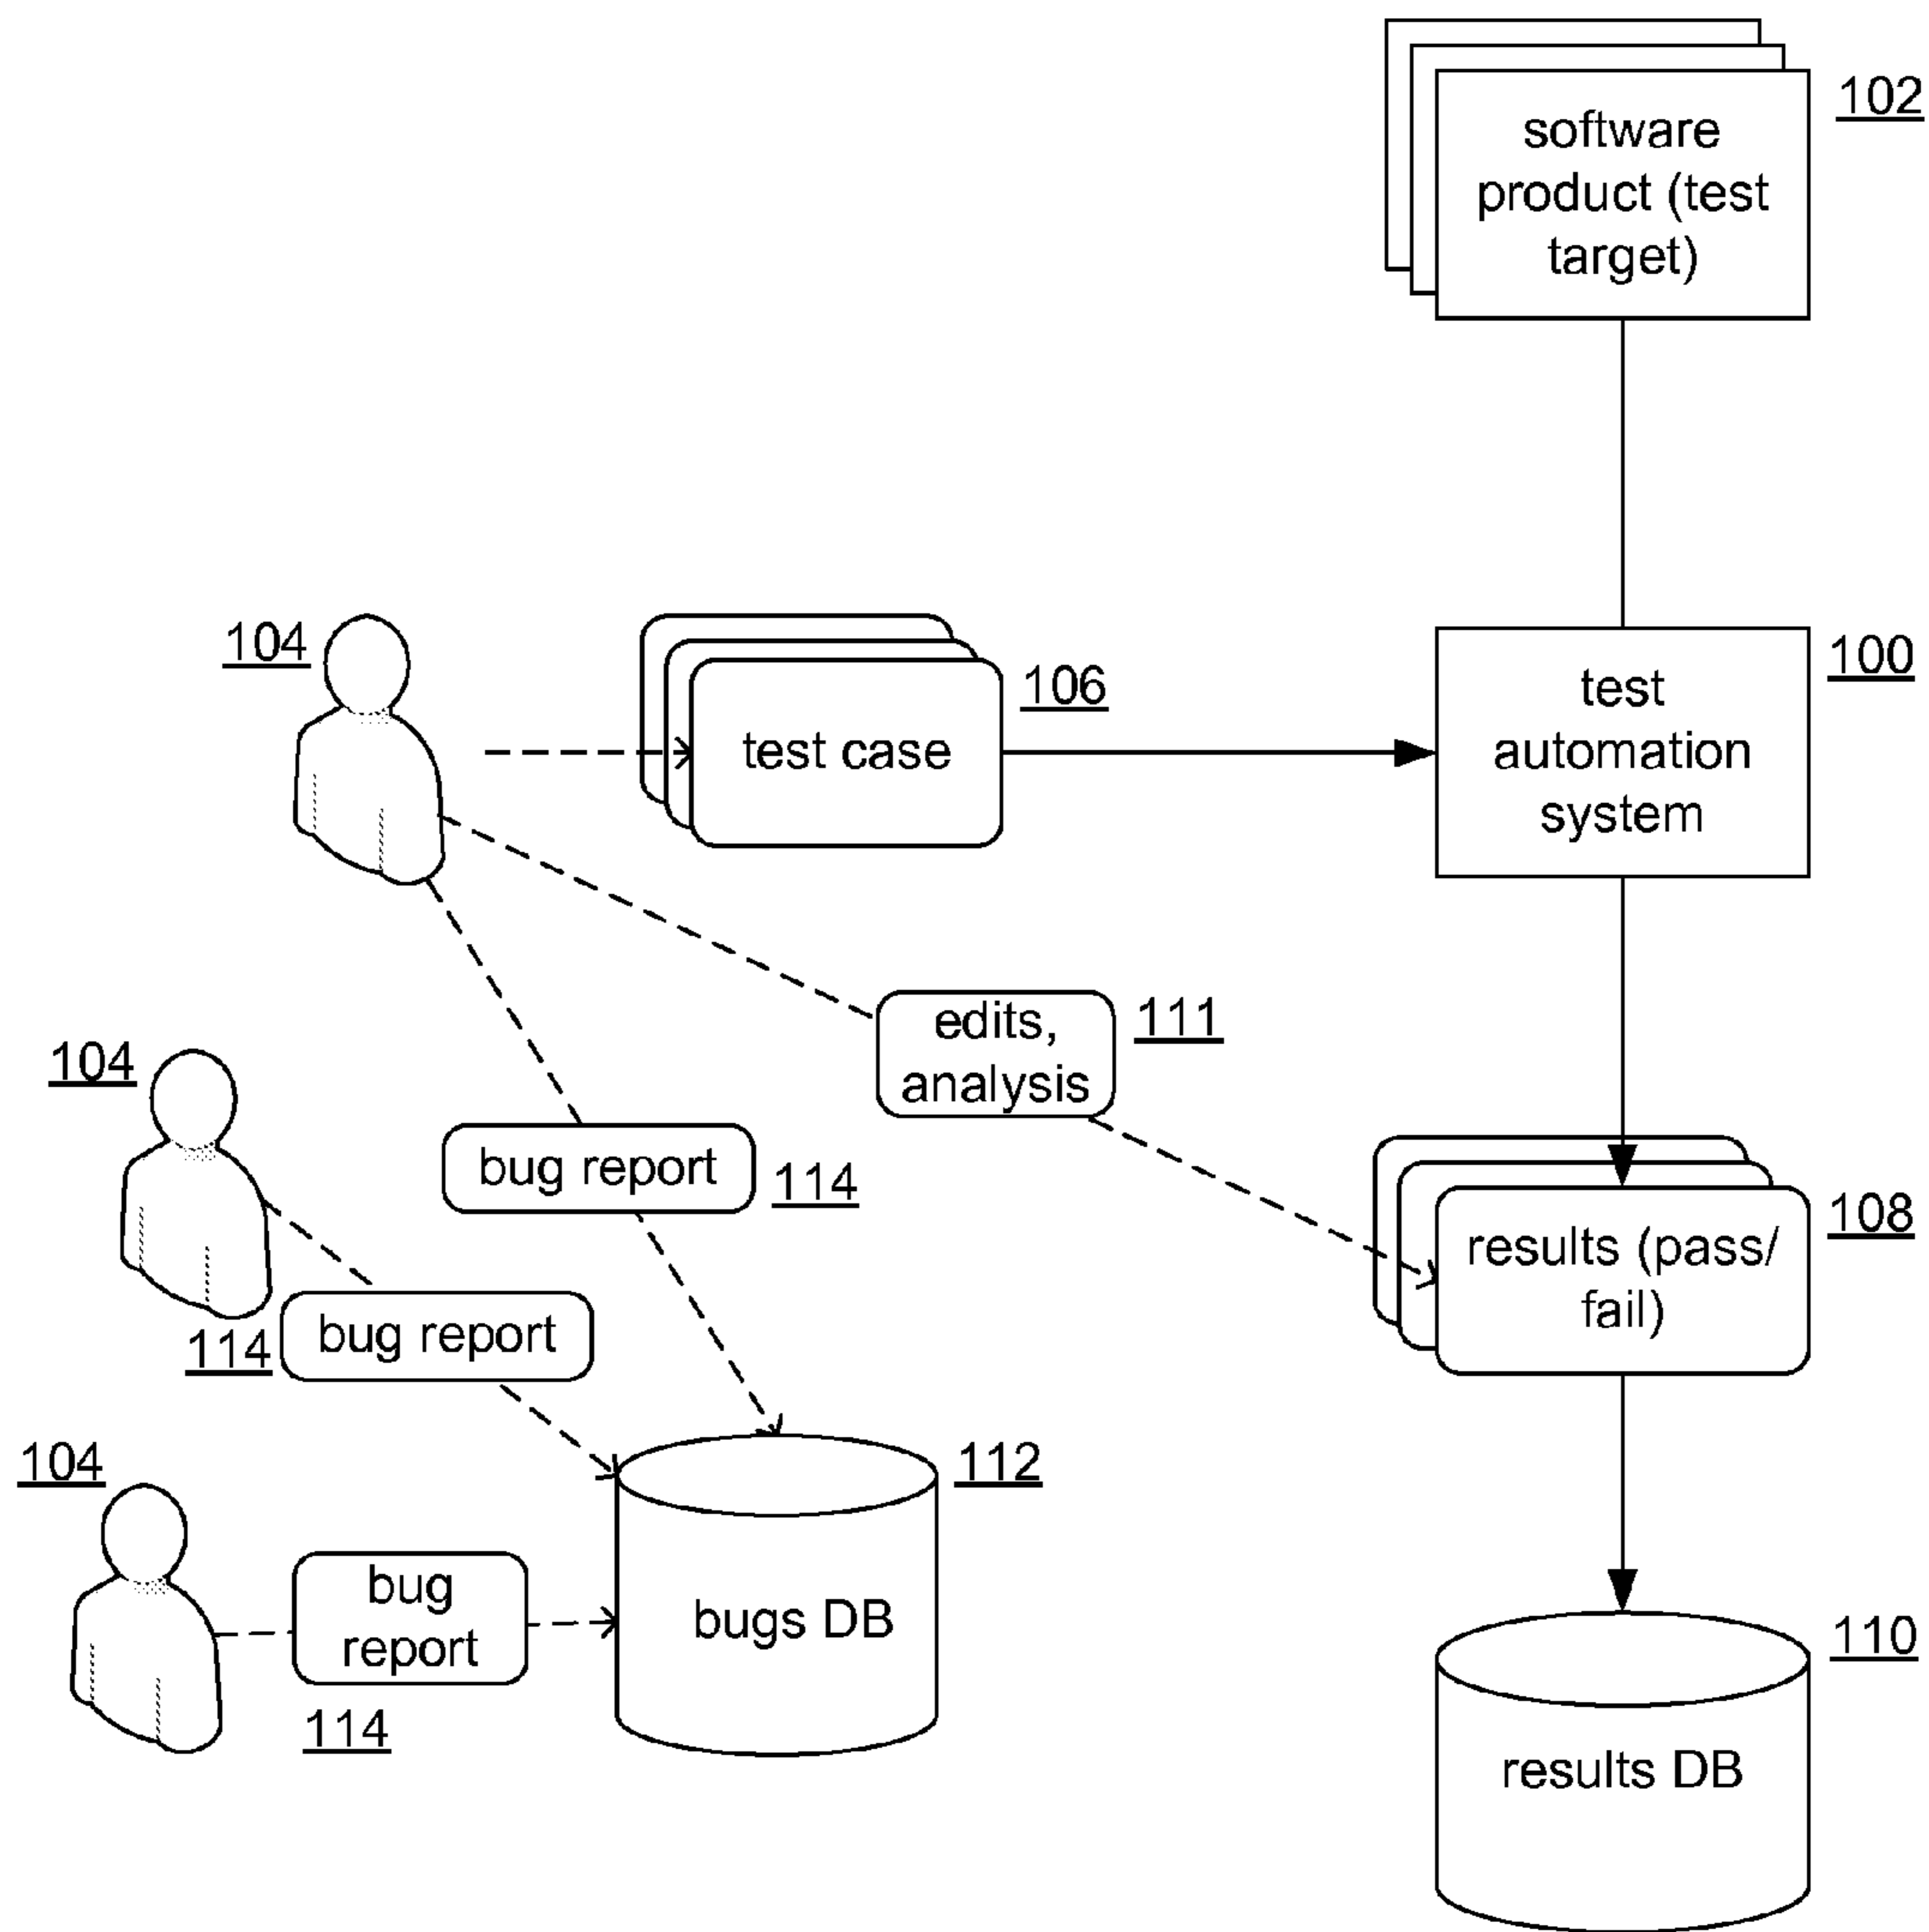 102
software
product (test
target)
104
106
test case
100
test
automation
system
111
edits,
analysis
104
bug report
114
108
results (pass/
fail)
114
bug report
104
112
bugs DB
bug
report
114
110
results DB